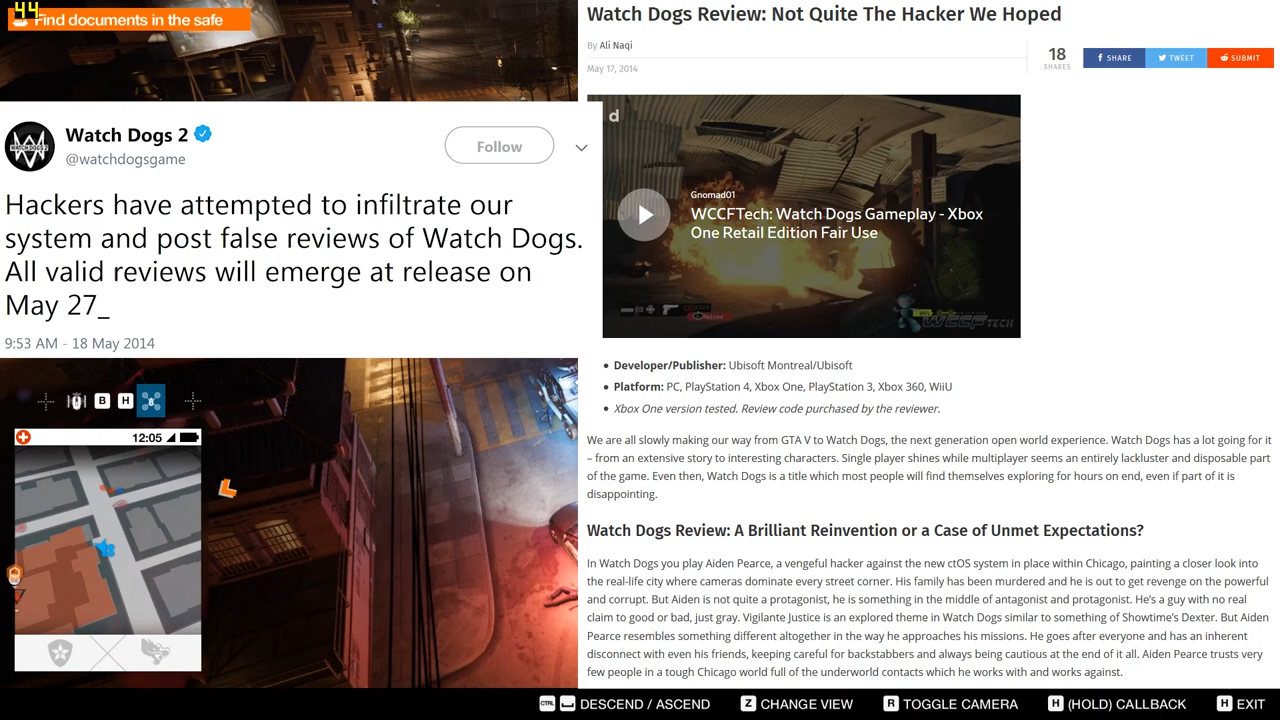 44
Find documents in the safe
Watch Dogs 2
@watchdogsgame
Follow
Hackers have attempted to infiltrate our
system and post false reviews of Watch Dogs.
All valid reviews will emerge at release on
May 27_
9:53 AM - 18 May 2014
B
H
12:05
Watch Dogs Review: Not Quite The Hacker We Hoped
By Ali Naqi
May 17, 2014
18
SHARES
SHARE
TWEET
SUBMIT
d
Gnomad01
WCCFTech: Watch Dogs Gameplay - Xbox
One Retail Edition Fair Use
WCCF TECH
• Developer/Publisher: Ubisoft Montreal/Ubisoft
• Platform: PC, PlayStation 4, Xbox One, PlayStation 3, Xbox 360, WiiU
• Xbox One version tested. Review code purchased by the reviewer.
We are all slowly making our way from GTA V to Watch Dogs, the next generation open world experience. Watch Dogs has a lot going for it
– from an extensive story to interesting characters. Single player shines while multiplayer seems an entirely lackluster and disposable part
of the game. Even then, Watch Dogs is a title which most people will find themselves exploring for hours on end, even if part of it is
disappointing.
Watch Dogs Review: A Brilliant Reinvention or a Case of Unmet Expectations?
In Watch Dogs you play Aiden Pearce, a vengeful hacker against the new ctOS system in place within Chicago, painting a closer look into
the real-life city where cameras dominate every street corner. His family has been murdered and he is out to get revenge on the powerful
and corrupt. But Aiden is not quite a protagonist, he is something in the middle of antagonist and protagonist. He's a guy with no real
claim to good or bad, just gray. Vigilante Justice is an explored theme in Watch Dogs similar to something of Showtime's Dexter. But Aiden
Pearce resembles something different altogether in the way he approaches his missions. He goes after everyone and has an inherent
disconnect with even his friends, keeping careful for backstabbers and always being cautious at the end of it all. Aiden Pearce trusts very
few people in a tough Chicago world full of the underworld contacts which he works with and works against.
CTRL DESCEND / ASCEND
Z CHANGE VIEW
R TOGGLE CAMERA
H (HOLD) CALLBACK
H EXIT